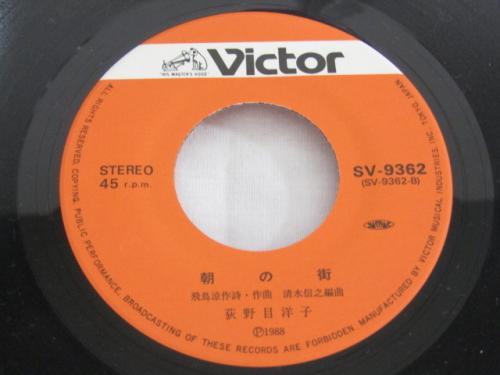 "HIS MASTER'S VOICE"
Victor
STEREO
45 r.p.m.
SV-9362
(SV-9362-B)
朝の街
飛鳥涼作詩・作曲 清水信之編曲
荻野目洋子
Ⓟ1988
ALL RIGHTS RESERVED. COPYING, PUBLIC PERFORMANCE, BROADCASTING OF THESE RECORDS ARE FORBIDDEN MANUFACTURED BY VICTOR MUSICAL INDUSTRIES, INC. TOKYO, JAPAN